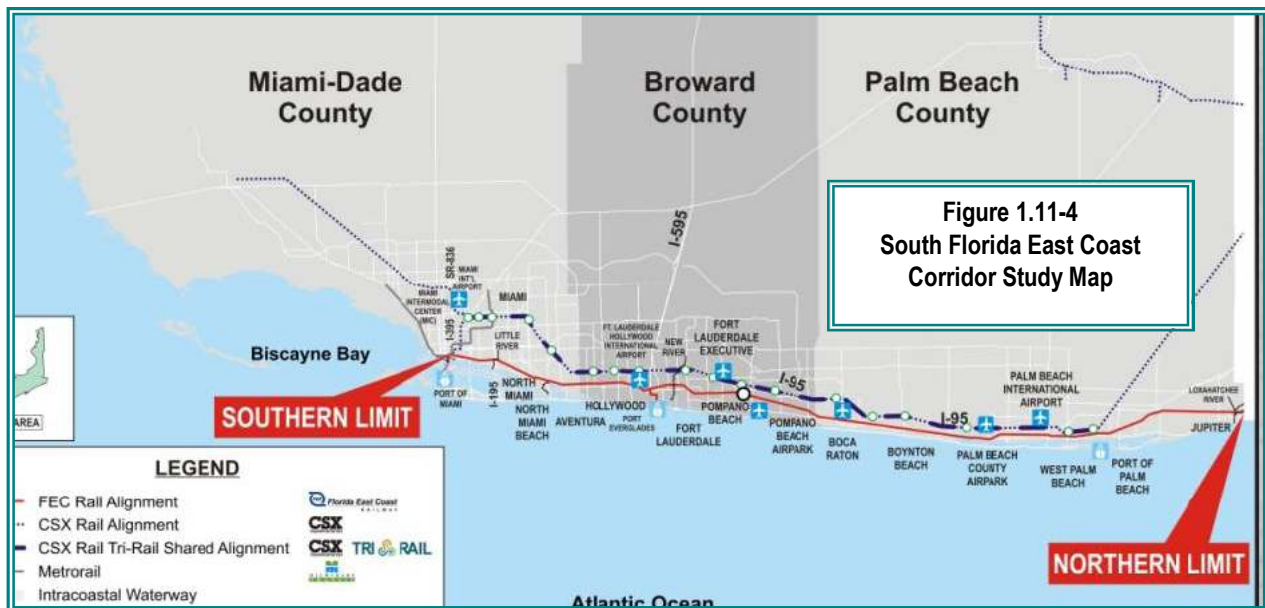 Miami-Dade
County
Broward
County
Palm Beach
County
Figure 1.11-4
South Florida East Coast
Corridor Study Map
I-595
SR-836
MIAMI
INT'L
AIRPORT
MIAMI
INTERMODAL
CENTER
(MIC)
MIAMI
I-395
LITTLE
RIVER
FT. LAUDERDALE
HOLLYWOOD
INTERNATIONAL
AIRPORT
NEW
RIVER
FORT
LAUDERDALE
EXECUTIVE
I-95
PALM BEACH
INTERNATIONAL
AIRPORT
I-95
LOXAHATCHEE
RIVER
JUPITER
Biscayne Bay
PORT OF
MIAMI
I-195
NORTH
MIAMI
NORTH
MIAMI
BEACH
AVENTURA
HOLLYWOOD
PORT
EVERGLADES
FORT
LAUDERDALE
POMPANO
BEACH
POMPANO
BEACH
AIRPARK
BOCA
RATON
BOYNTON
BEACH
PALM BEACH
COUNTY
AIRPARK
WEST PALM
BEACH
PORT OF
PALM
BEACH
SOUTHERN LIMIT
NORTHERN LIMIT
AREA
LEGEND
FEC Rail Alignment
Florida East Coast
RAILWAY
CSX Rail Alignment
CSX
CSX Rail Tri-Rail Shared Alignment
CSX TRI RAIL
Metrorail
Intracoastal Waterway
Atlantic Ocean